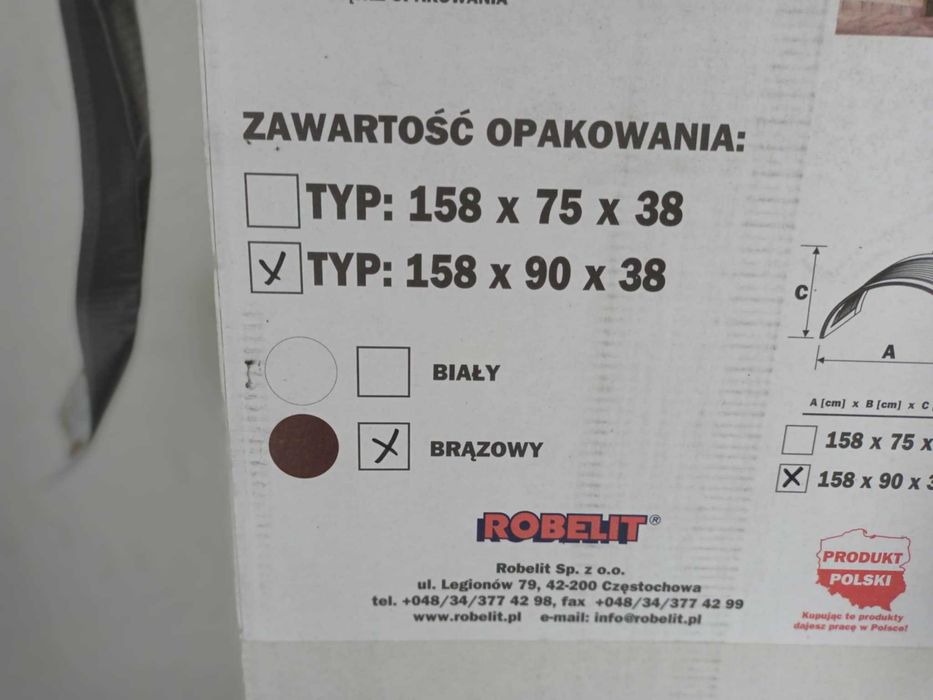 ZAWARTOŚĆ OPAKOWANIA:
TYP: 158 x 75 x 38
TYP: 158 x 90 x 38
BIAŁY
BRĄZOWY
C
A
A [cm] x B [cm] x C
158 x 75 x
158 x 90 x 3
ROBELIT®
Robelit Sp. z o.o.
ul. Legionów 79, 42-200 Częstochowa
tel. +048/34/377 42 98, fax +048/34/377 42 99
www.robelit.pl e-mail: info@robelit.pl
PRODUKT
POLSKI
Kupując te produkty
dajesz pracę w Polsce!